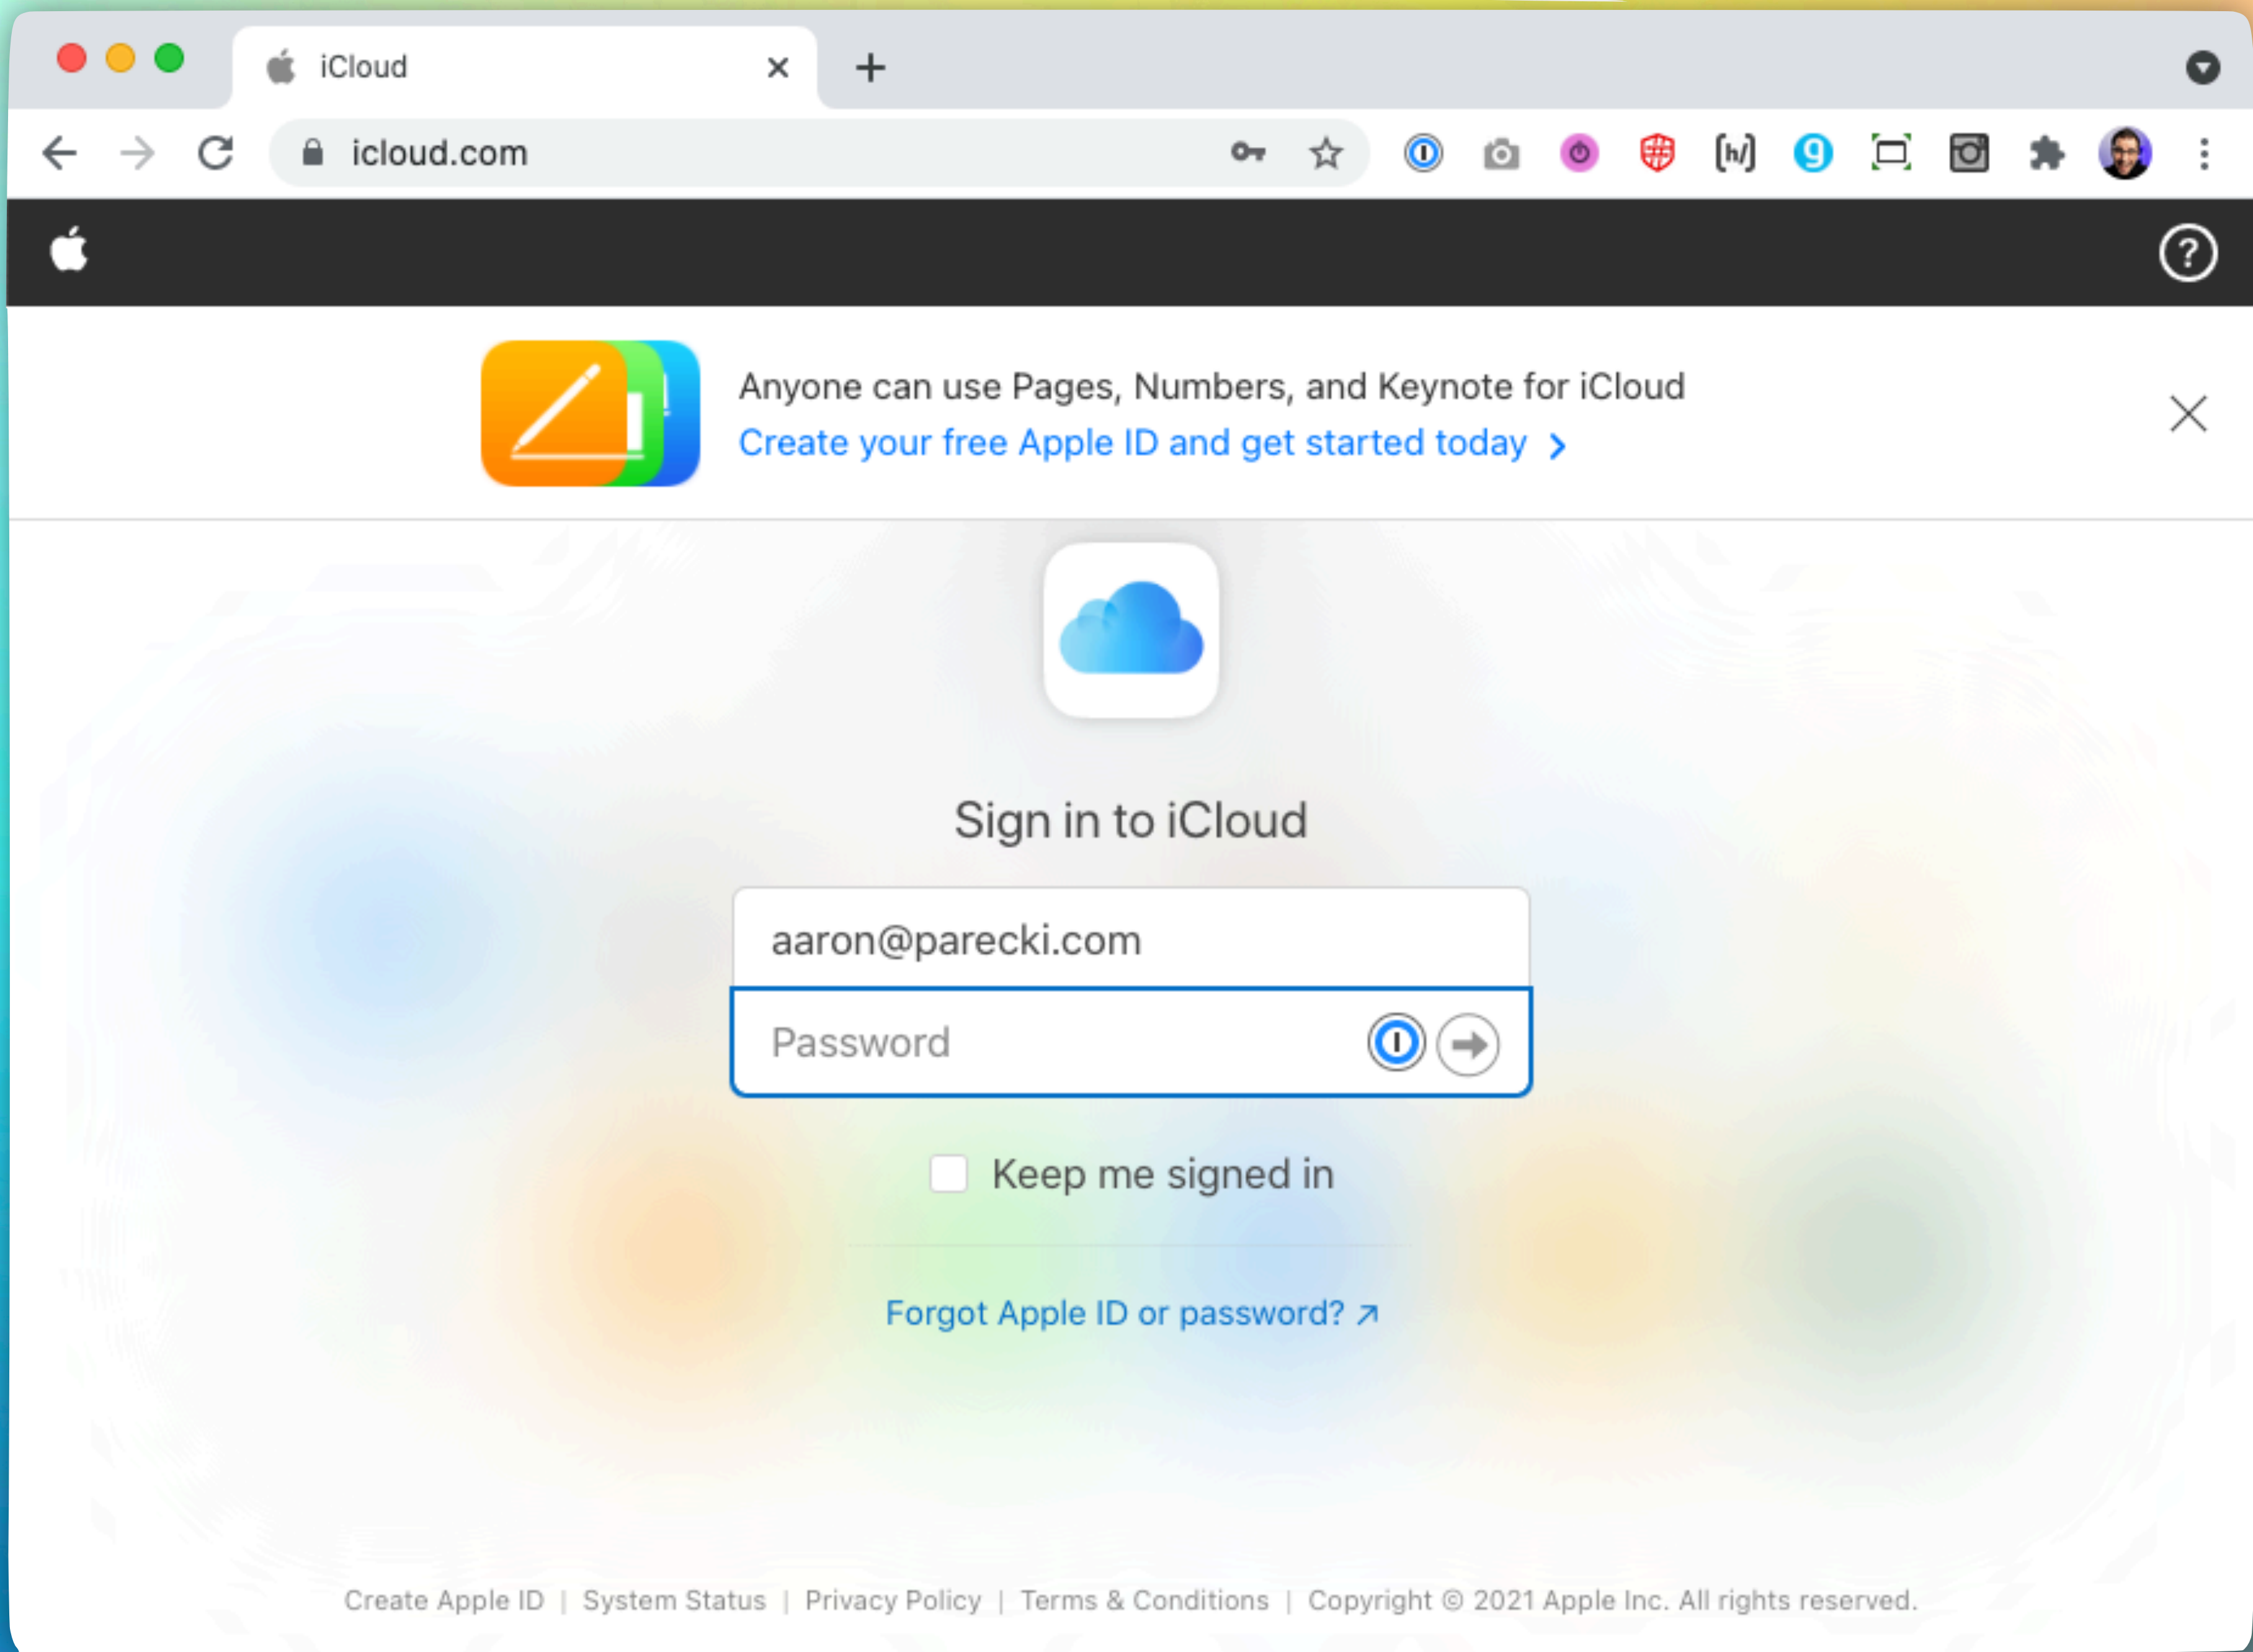 iCloud
icloud.com
[h/]
g
Anyone can use Pages, Numbers, and Keynote for iCloud
Create your free Apple ID and get started today
Sign in to iCloud
aaron@parecki.com
Password
Keep me signed in
Forgot Apple ID or password? ↗
Create Apple ID | System Status | Privacy Policy | Terms & Conditions | Copyright © 2021 Apple Inc. All rights reserved.